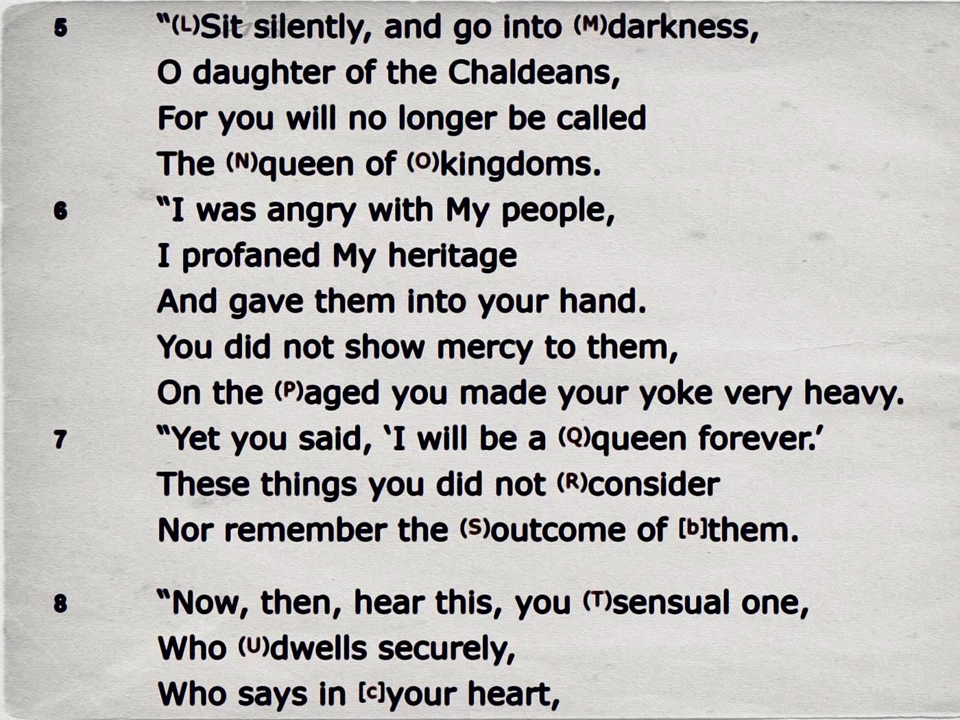 5 “(L)Sit silently, and go into (M)darkness,
O daughter of the Chaldeans,
For you will no longer be called
The (N)queen of (O)kingdoms.
6 “I was angry with My people,
I profaned My heritage
And gave them into your hand.
You did not show mercy to them,
On the (P)aged you made your yoke very heavy.
7 “Yet you said, ‘I will be a (Q)queen forever.’
These things you did not (R)consider
Nor remember the (S)outcome of [b]them.
8 “Now, then, hear this, you (T)sensual one,
Who (U)dwells securely,
Who says in [c]your heart,